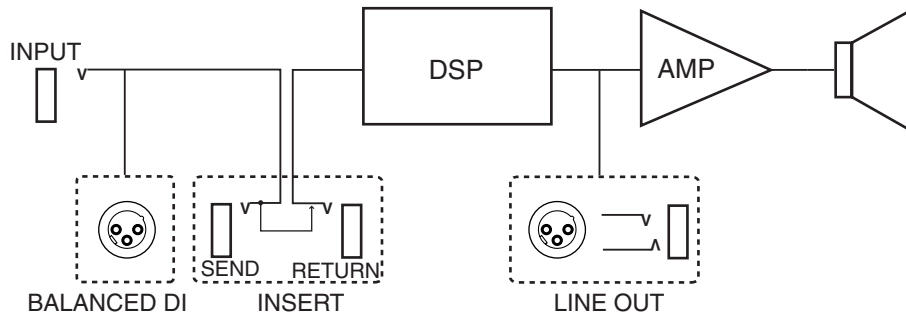 INPUT
DSP
AMP
SEND
RETURN
BALANCED DI
INSERT
LINE OUT